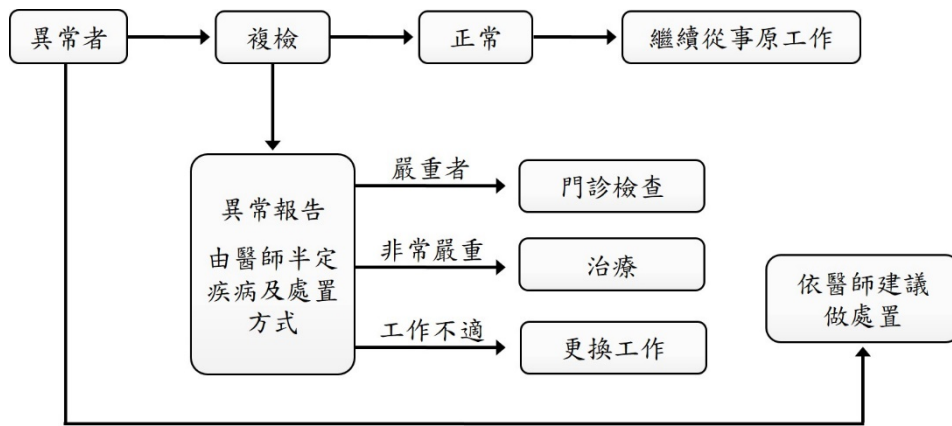 異常者
複檢
正常
繼續從事原工作
異常報告
由醫師半定
疾病及處置
方式
嚴重者
門診檢查
非常嚴重
治療
工作不適
更換工作
依醫師建議
做處置